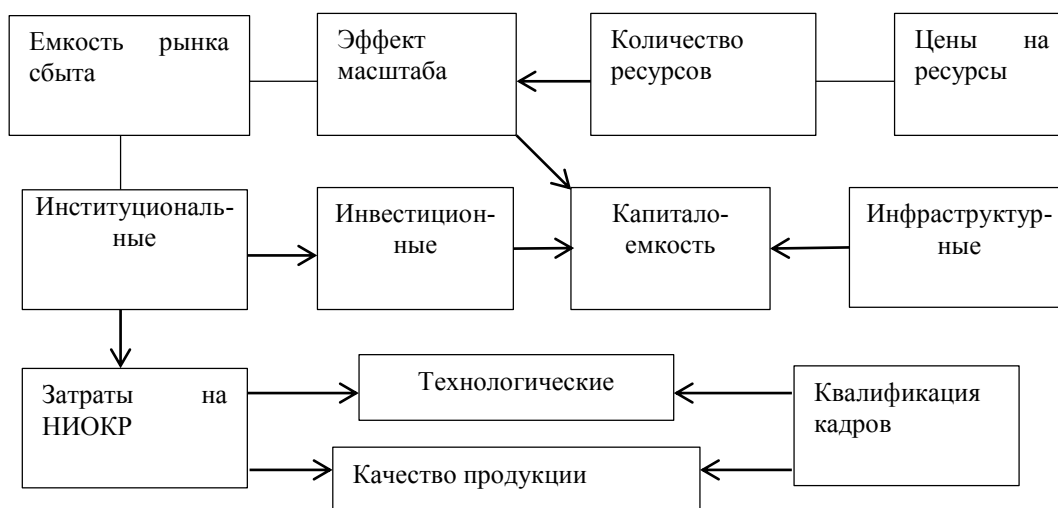 Емкость рынка
сбыта
Эффект
масштаба
Количество
ресурсов
Цены на
ресурсы
Институциональ-
ные
Инвестицион-
ные
Капитало-
емкость
Инфраструктур-
ные
Затраты на
НИОКР
Технологические
Квалификация
кадров
Качество продукции